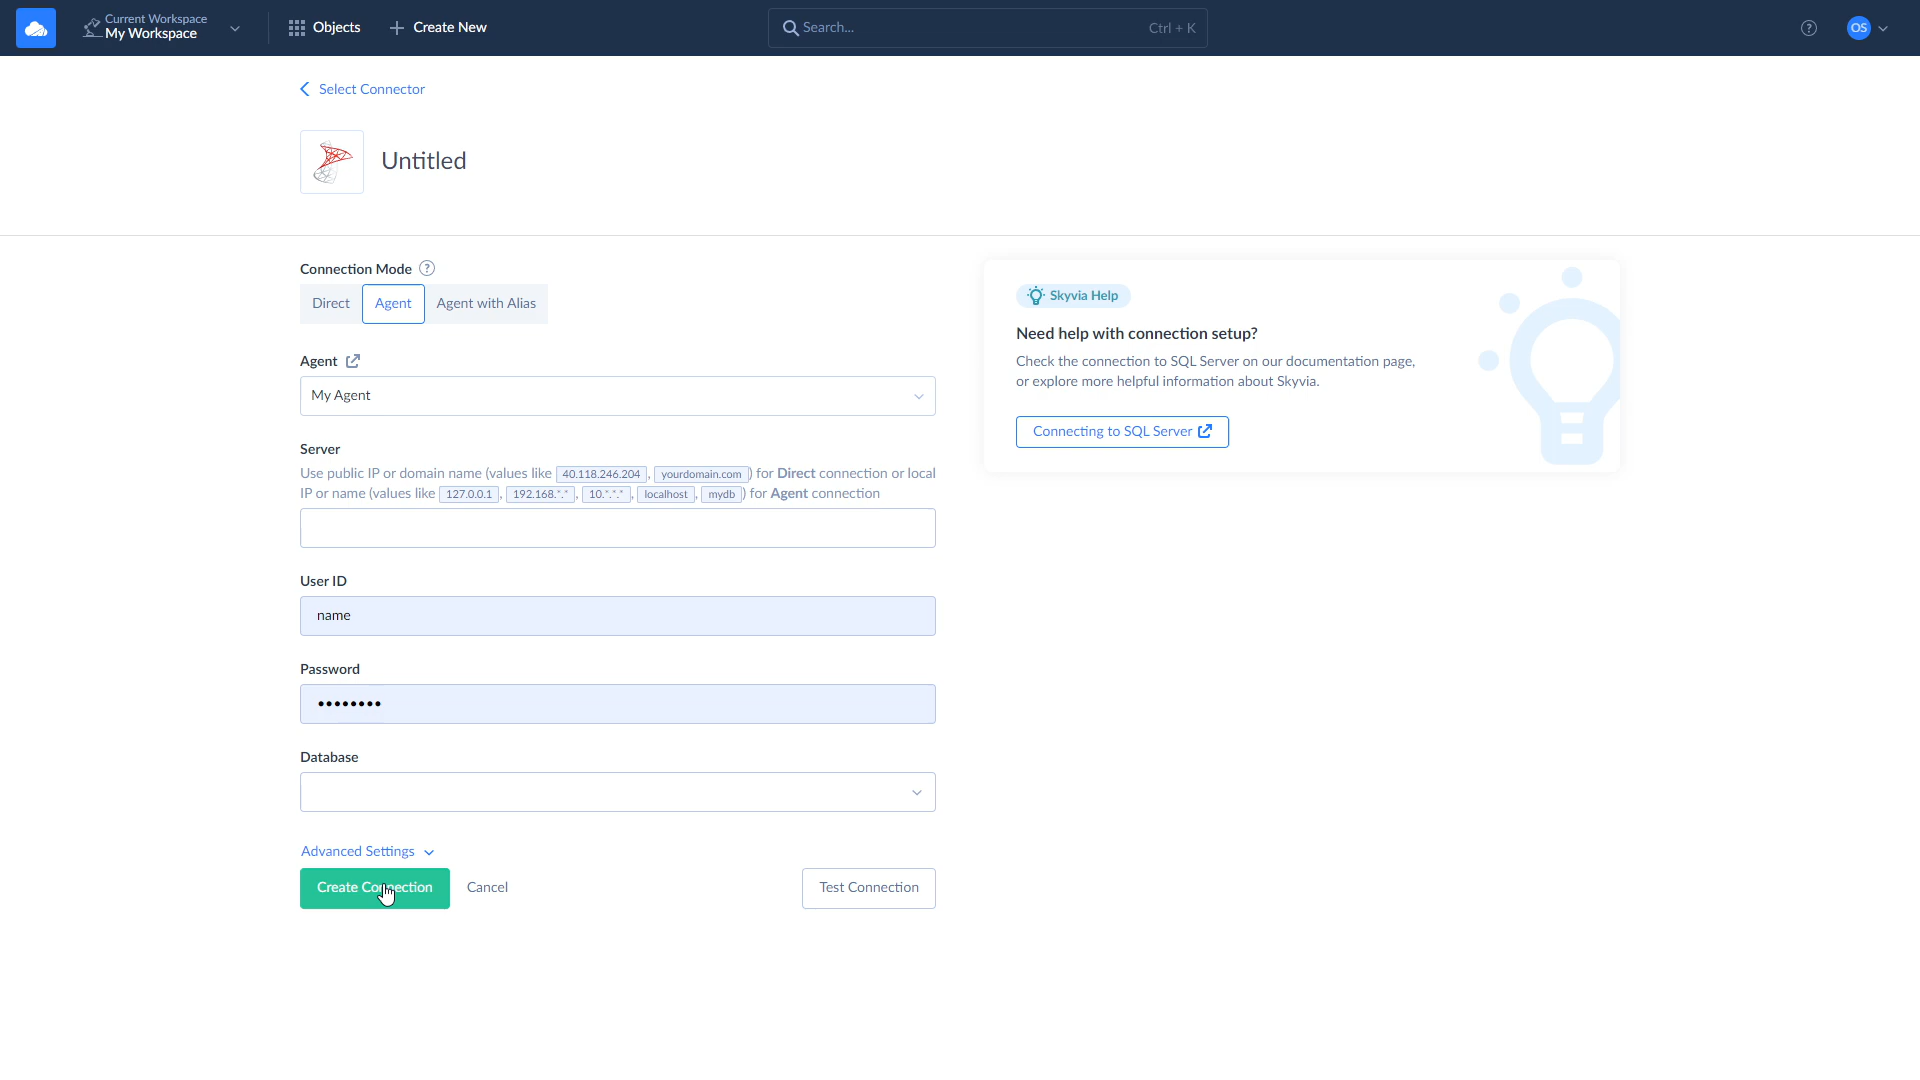 Current Workspace
My Workspace
Objects
Create New
Search...
Ctrl + K
OS
Select Connector
Untitled
Connection Mode
Direct
Agent
Agent with Alias
Agent
My Agent
Server
Use public IP or domain name (values like 40.118.246.204, yourdomain.com) for Direct connection or local
IP or name (values like 127.0.0.1, 192.168.*.*, 10.*.*.*, localhost, mydb) for Agent connection
User ID
name
Password
••••••••
Database
Advanced Settings
Create Connection
Cancel
Test Connection
Skyvia Help
Need help with connection setup?
Check the connection to SQL Server on our documentation page,
or explore more helpful information about Skyvia.
Connecting to SQL Server